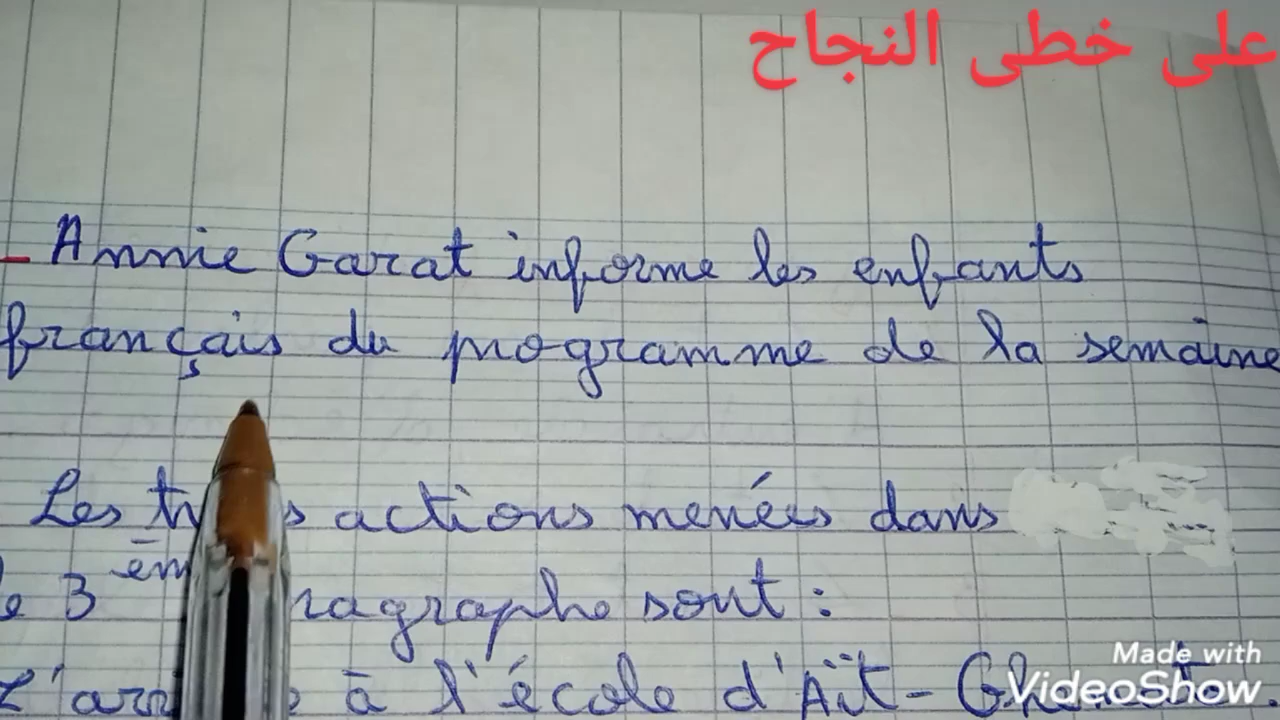 على خطى النجاح
- Annie Garat informe les enfants
français du programme de la semaine
Les actions menées dans
3 sont :
à l'école d'Aït-
Made with
VideoShow